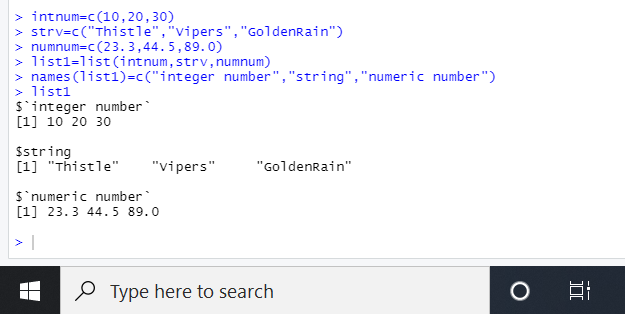 > intnum=c(10,20,30)
> strv=c("Thistle","Vipers","GoldenRain")
> numnum=c(23.3,44.5,89.0)
> list1=list(intnum,strv,numnum)
> names(list1)=c("integer number","string","numeric number")
> list1
$`integer number`
[1] 10 20 30
$string
[1] "Thistle"    "Vipers"     "GoldenRain"
$`numeric number`
[1] 23.3 44.5 89.0
>
Type here to search